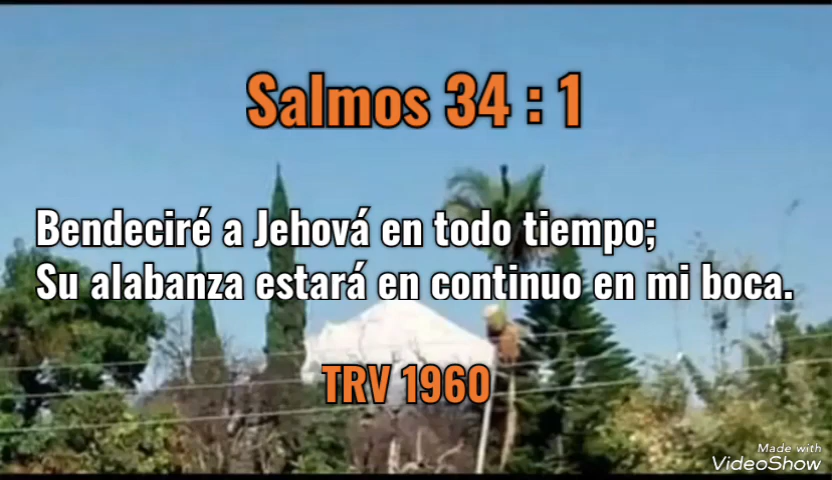 Salmos 34 : 1
Bendeciré a Jehová en todo tiempo;
Su alabanza estará en continuo en mi boca.
TRV 1960
Made with
VideoShow